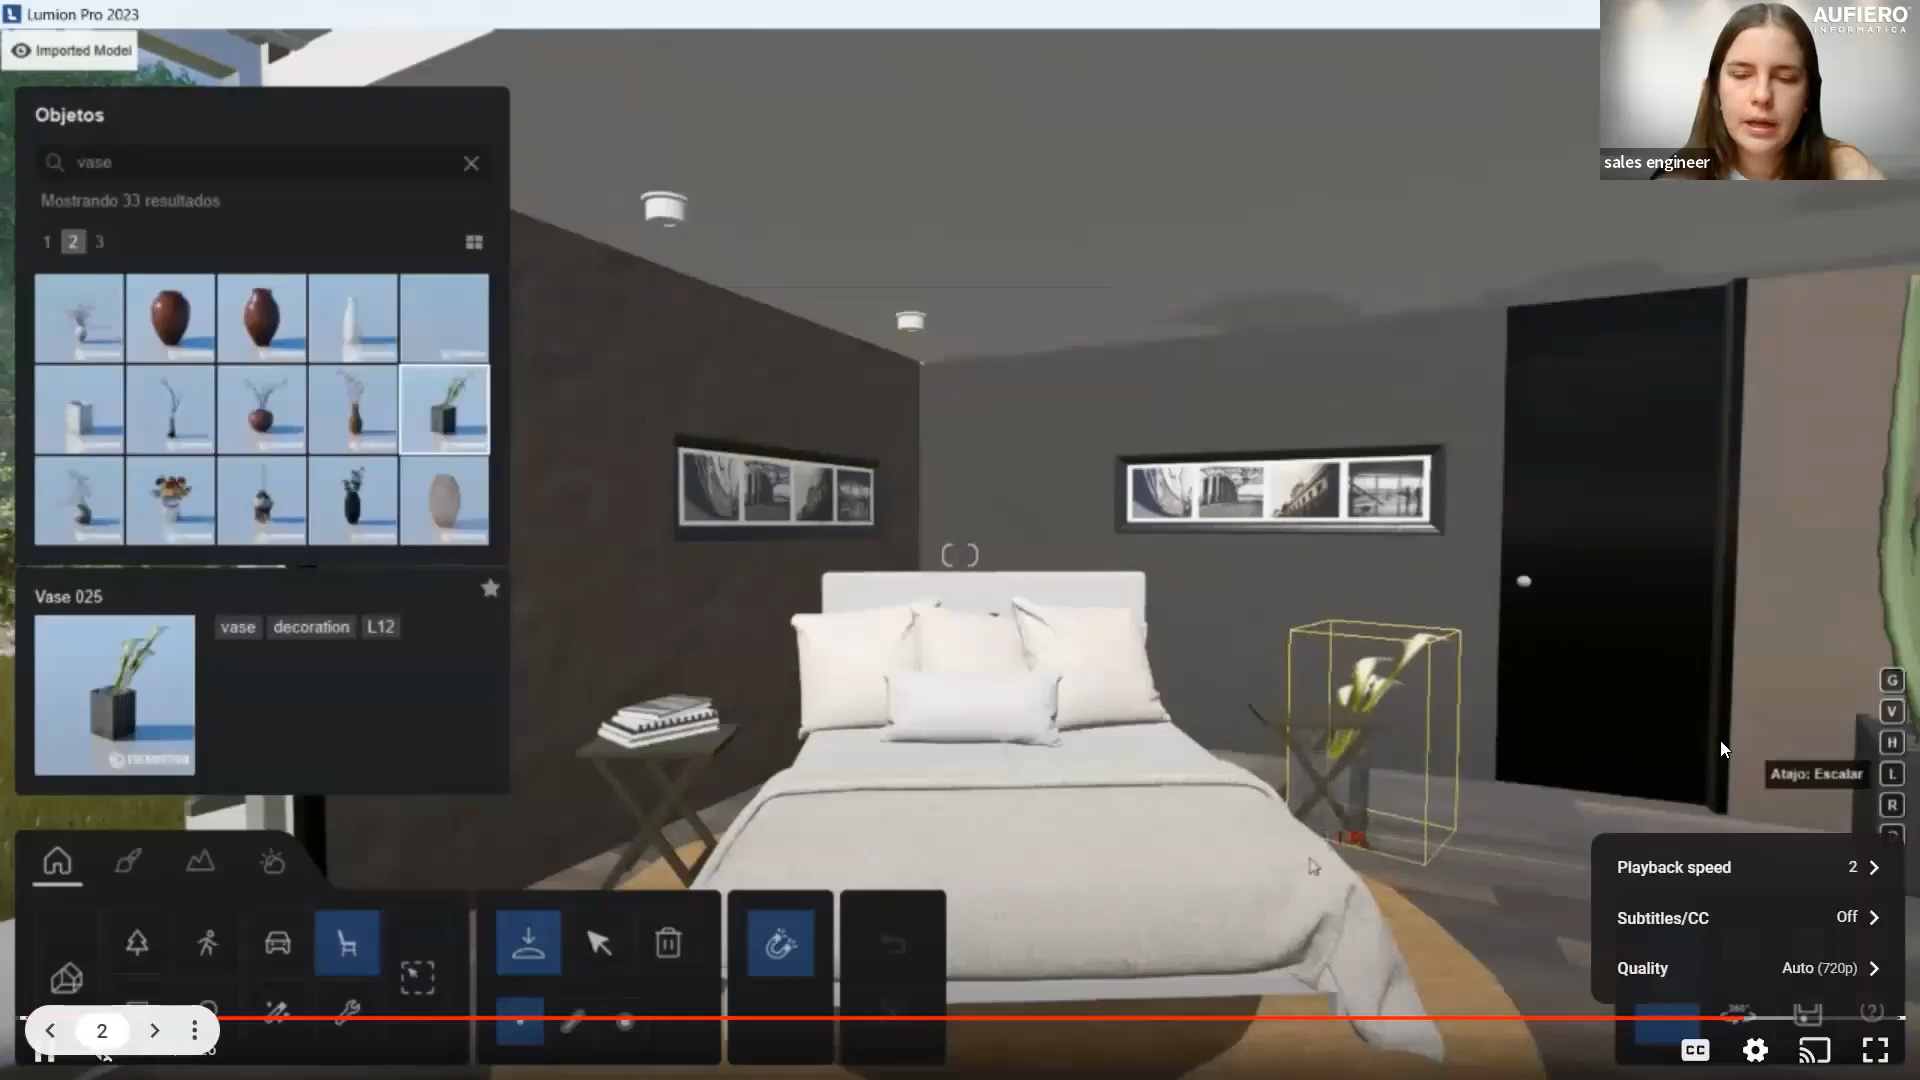 Lumion Pro 2023
AUFIERO
INFORMATICA
Imported Model
Objetos
vase
sales engineer
Mostrando 33 resultados
1 2 3
Vase 025
vase decoration L12
G
V
H
Atajo: Escalar L
R
Playback speed 2
Subtitles/CC Off
Quality Auto (720p)
2
CC